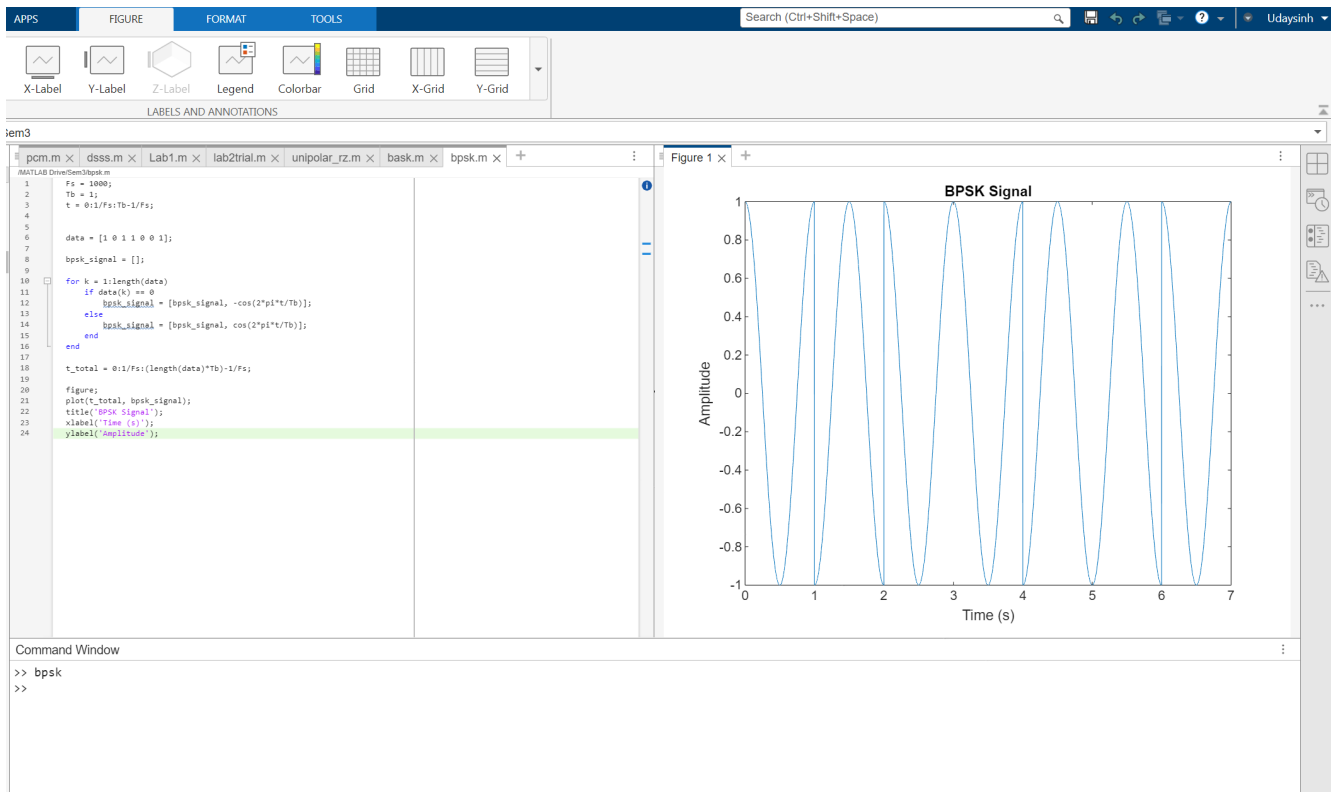 APPS FIGURE FORMAT TOOLS Search (Ctrl+Shift+Space) ? Udaysinh
X-Label Y-Label Z-Label Legend Colorbar Grid X-Grid Y-Grid
LABELS AND ANNOTATIONS
Sem3
pcm.m × dsss.m × Lab1.m × lab2trial.m × unipolar_rz.m × bask.m × bpsk.m × +
/MATLAB Drive/Sem3/bpsk.m
1 Fs = 1000;
2 Tb = 1;
3 t = 0:1/Fs:Tb-1/Fs;
4
5
6 data = [1 0 1 1 0 0 1];
7
8 bpsk_signal = [];
9
10 for k = 1:length(data)
11 if data(k) == 0
12 bpsk_signal = [bpsk_signal, -cos(2*pi*t/Tb)];
13 else
14 bpsk_signal = [bpsk_signal, cos(2*pi*t/Tb)];
15 end
16 end
17
18 t_total = 0:1/Fs:(length(data)*Tb)-1/Fs;
19
20 figure;
21 plot(t_total, bpsk_signal);
22 title('BPSK Signal');
23 xlabel('Time (s)');
24 ylabel('Amplitude');
Figure 1 × +
BPSK Signal
Amplitude
1
0.8
0.6
0.4
0.2
0
-0.2
-0.4
-0.6
-0.8
-1
0 1 2 3 4 5 6 7
Time (s)
Command Window
>> bpsk
>>